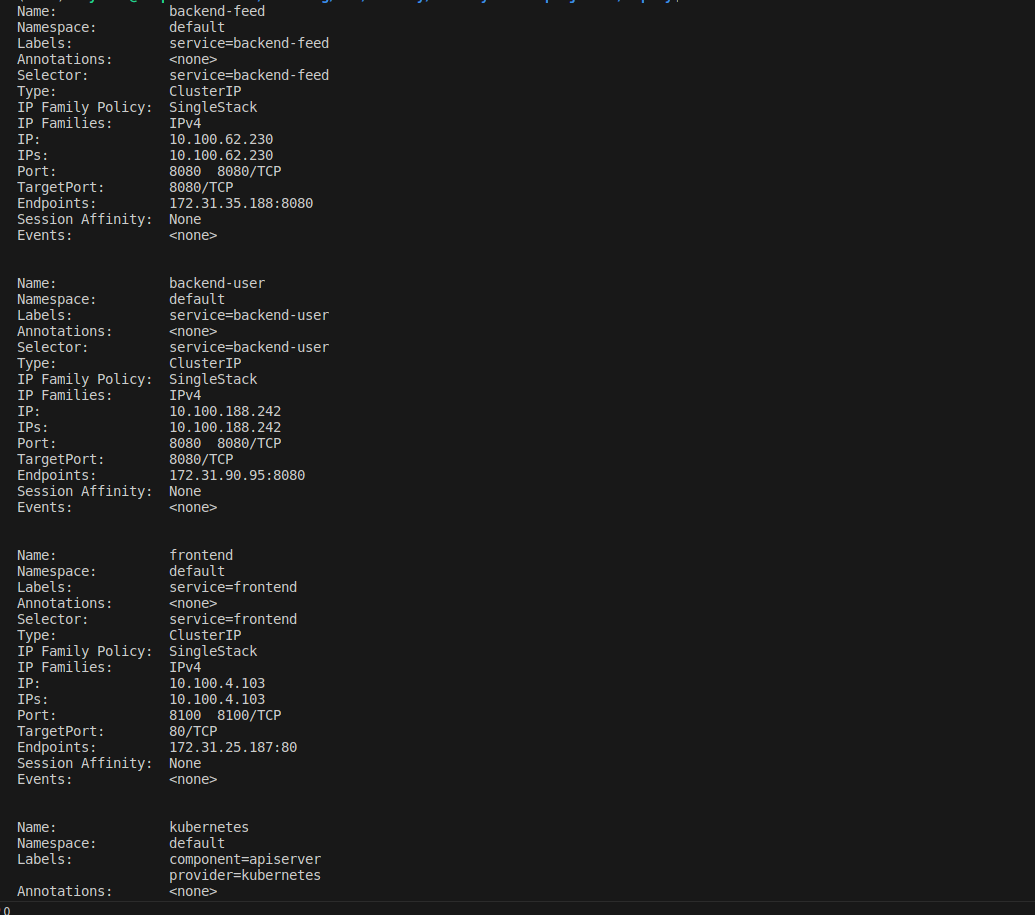 Name:              backend-feed
Namespace:         default
Labels:            service=backend-feed
Annotations:       <none>
Selector:          service=backend-feed
Type:              ClusterIP
IP Family Policy:  SingleStack
IP Families:       IPv4
IP:                10.100.62.230
IPs:               10.100.62.230
Port:              8080  8080/TCP
TargetPort:        8080/TCP
Endpoints:         172.31.35.188:8080
Session Affinity:  None
Events:            <none>

Name:              backend-user
Namespace:         default
Labels:            service=backend-user
Annotations:       <none>
Selector:          service=backend-user
Type:              ClusterIP
IP Family Policy:  SingleStack
IP Families:       IPv4
IP:                10.100.188.242
IPs:               10.100.188.242
Port:              8080  8080/TCP
TargetPort:        8080/TCP
Endpoints:         172.31.90.95:8080
Session Affinity:  None
Events:            <none>

Name:              frontend
Namespace:         default
Labels:            service=frontend
Annotations:       <none>
Selector:          service=frontend
Type:              ClusterIP
IP Family Policy:  SingleStack
IP Families:       IPv4
IP:                10.100.4.103
IPs:               10.100.4.103
Port:              8100  8100/TCP
TargetPort:        80/TCP
Endpoints:         172.31.25.187:80
Session Affinity:  None
Events:            <none>

Name:              kubernetes
Namespace:         default
Labels:            component=apiserver
                   provider=kubernetes
Annotations:       <none>
0